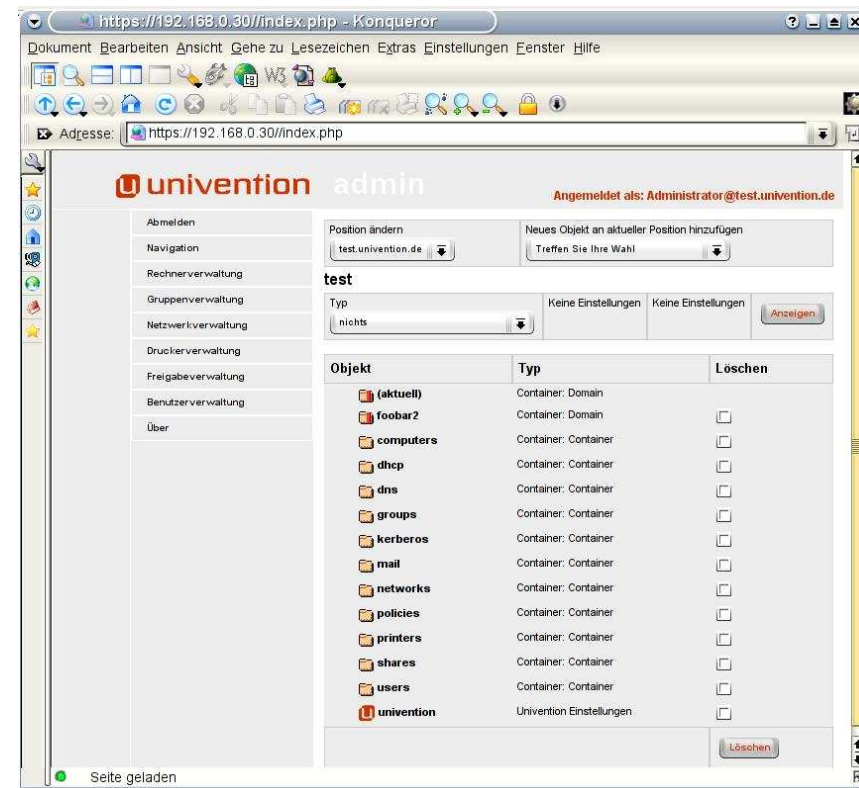 https://192.168.0.30//index.php - Konqueror
Dokument Bearbeiten Ansicht Gehe zu Lesezeichen Extras Einstellungen Fenster Hilfe
Adresse: https://192.168.0.30//index.php
univention admin
Angemeldet als: Administrator@test.univention.de
Abmelden
Navigation
Rechnerverwaltung
Gruppenverwaltung
Netzwerkverwaltung
Druckerverwaltung
Freigabeverwaltung
Benutzerverwaltung
Über
Position ändern
test.univention.de
Neues Objekt an aktueller Position hinzufügen
Treffen Sie Ihre Wahl
test
Typ
nichts
Keine Einstellungen
Keine Einstellungen
Anzeigen
Objekt Typ Löschen
(aktuell) Container: Domain
foobar2 Container: Domain
computers Container: Container
dhcp Container: Container
dns Container: Container
groups Container: Container
kerberos Container: Container
mail Container: Container
networks Container: Container
policies Container: Container
printers Container: Container
shares Container: Container
users Container: Container
univention Univention Einstellungen
Löschen
Seite geladen